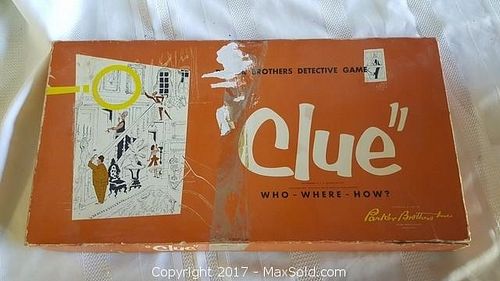 BROTHERS DETECTIVE GAME
Clue"
WHO - WHERE - HOW?
Parker Brothers Inc
"Clue"
Copyright © 2017 - MaxSold.com